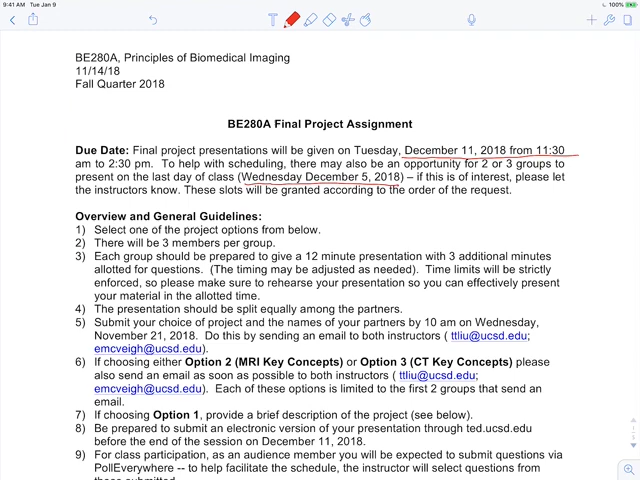 9:41 AM Tue Jan 9
100%
T
BE280A, Principles of Biomedical Imaging
11/14/18
Fall Quarter 2018
BE280A Final Project Assignment
Due Date: Final project presentations will be given on Tuesday, December 11, 2018 from 11:30
am to 2:30 pm. To help with scheduling, there may also be an opportunity for 2 or 3 groups to
present on the last day of class (Wednesday December 5, 2018) – if this is of interest, please let
the instructors know. These slots will be granted according to the order of the request.
Overview and General Guidelines:
1) Select one of the project options from below.
2) There will be 3 members per group.
3) Each group should be prepared to give a 12 minute presentation with 3 additional minutes
allotted for questions. (The timing may be adjusted as needed). Time limits will be strictly
enforced, so please make sure to rehearse your presentation so you can effectively present
your material in the allotted time.
4) The presentation should be split equally among the partners.
5) Submit your choice of project and the names of your partners by 10 am on Wednesday,
November 21, 2018. Do this by sending an email to both instructors ( ttliu@ucsd.edu;
emcveigh@ucsd.edu).
6) If choosing either Option 2 (MRI Key Concepts) or Option 3 (CT Key Concepts) please
also send an email as soon as possible to both instructors ( ttliu@ucsd.edu;
emcveigh@ucsd.edu). Each of these options is limited to the first 2 groups that send an
email.
7) If choosing Option 1, provide a brief description of the project (see below).
8) Be prepared to submit an electronic version of your presentation through ted.ucsd.edu
before the end of the session on December 11, 2018.
9) For class participation, as an audience member you will be expected to submit questions via
PollEverywhere -- to help facilitate the schedule, the instructor will select questions from